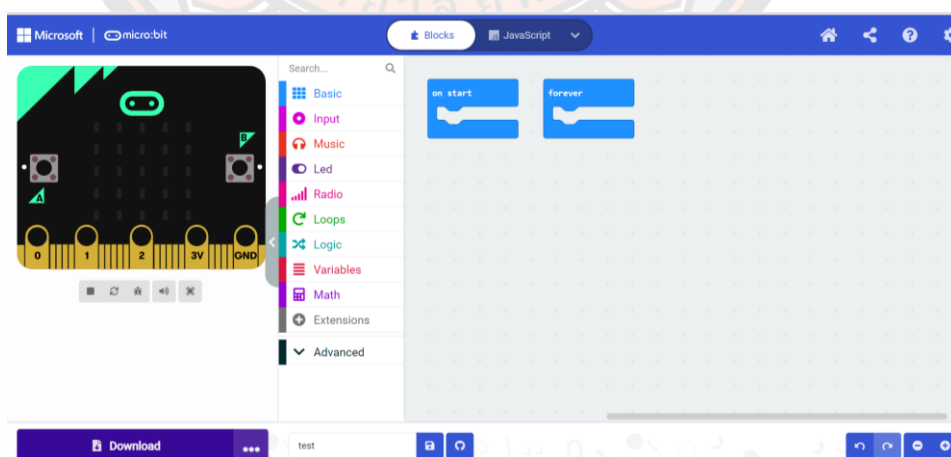 Microsoft | micro:bit
Blocks
JavaScript
Search...
Basic
Input
Music
Led
Radio
Loops
Logic
Variables
Math
Extensions
Advanced
on start
forever
B
A
0 1 2 3V GND
Download
test